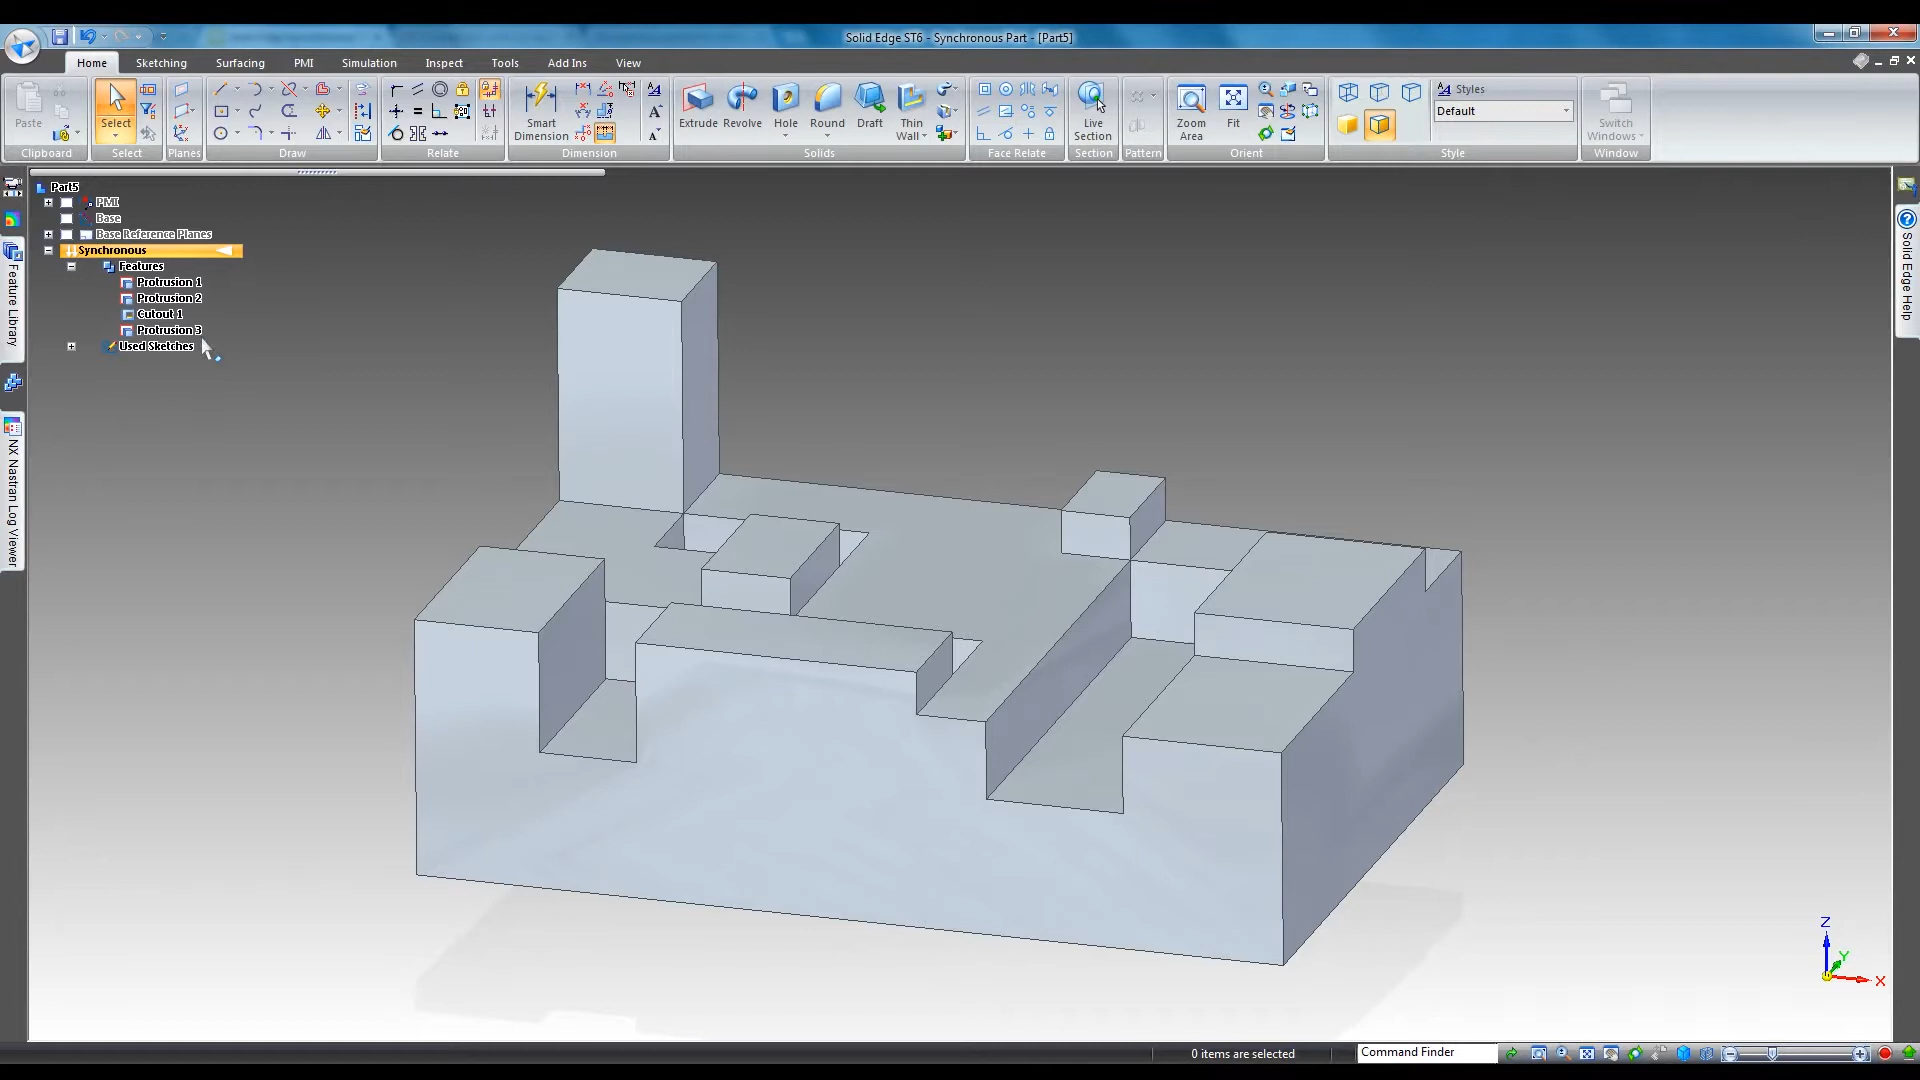 Solid Edge ST6 - Synchronous Part - [Part5]
Home Sketching Surfacing PMI Simulation Inspect Tools Add Ins View
Paste Select Smart Dimension Extrude Revolve Hole Round Draft Thin Wall Live Section Zoom Area Fit Styles Default Switch Windows
Clipboard Select Planes Draw Relate Dimension Solids Face Relate Section Pattern Orient Style Window
Part5
PMI
Base
Base Reference Planes
Synchronous
Features
Protrusion 1
Protrusion 2
Cutout 1
Protrusion 3
Used Sketches
Feature Library
NX Nastran Log Viewer
Solid Edge Help
Z
Y
X
0 items are selected
Command Finder